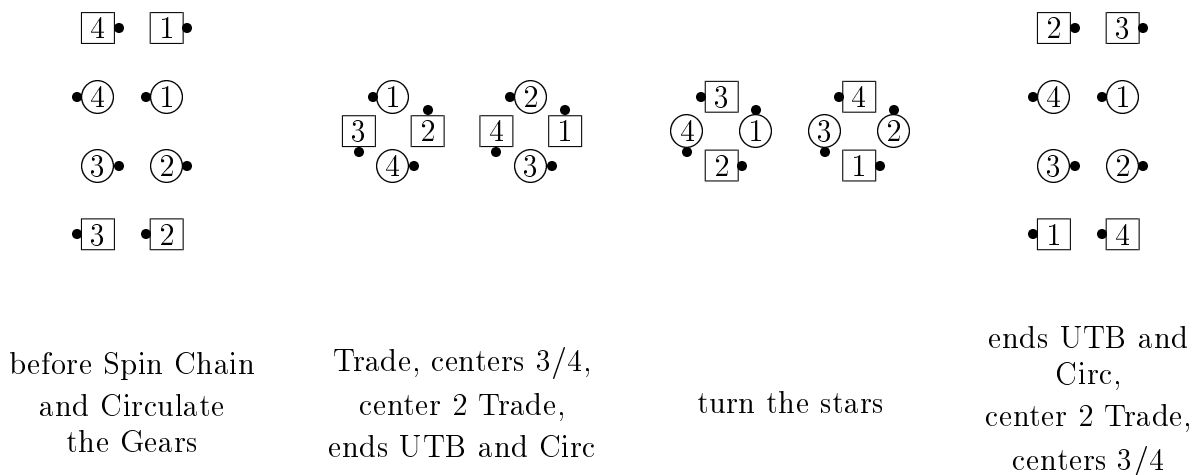 4 1
4 1
3 2
3 2
before Spin Chain
and Circulate
the Gears
1 2
3 2 4 1
4 3
Trade, centers 3/4,
center 2 Trade,
ends UTB and Circ
3 4
4 1 3 2
2 1
turn the stars
2 3
4 1
3 2
1 4
ends UTB and
Circ,
center 2 Trade,
centers 3/4